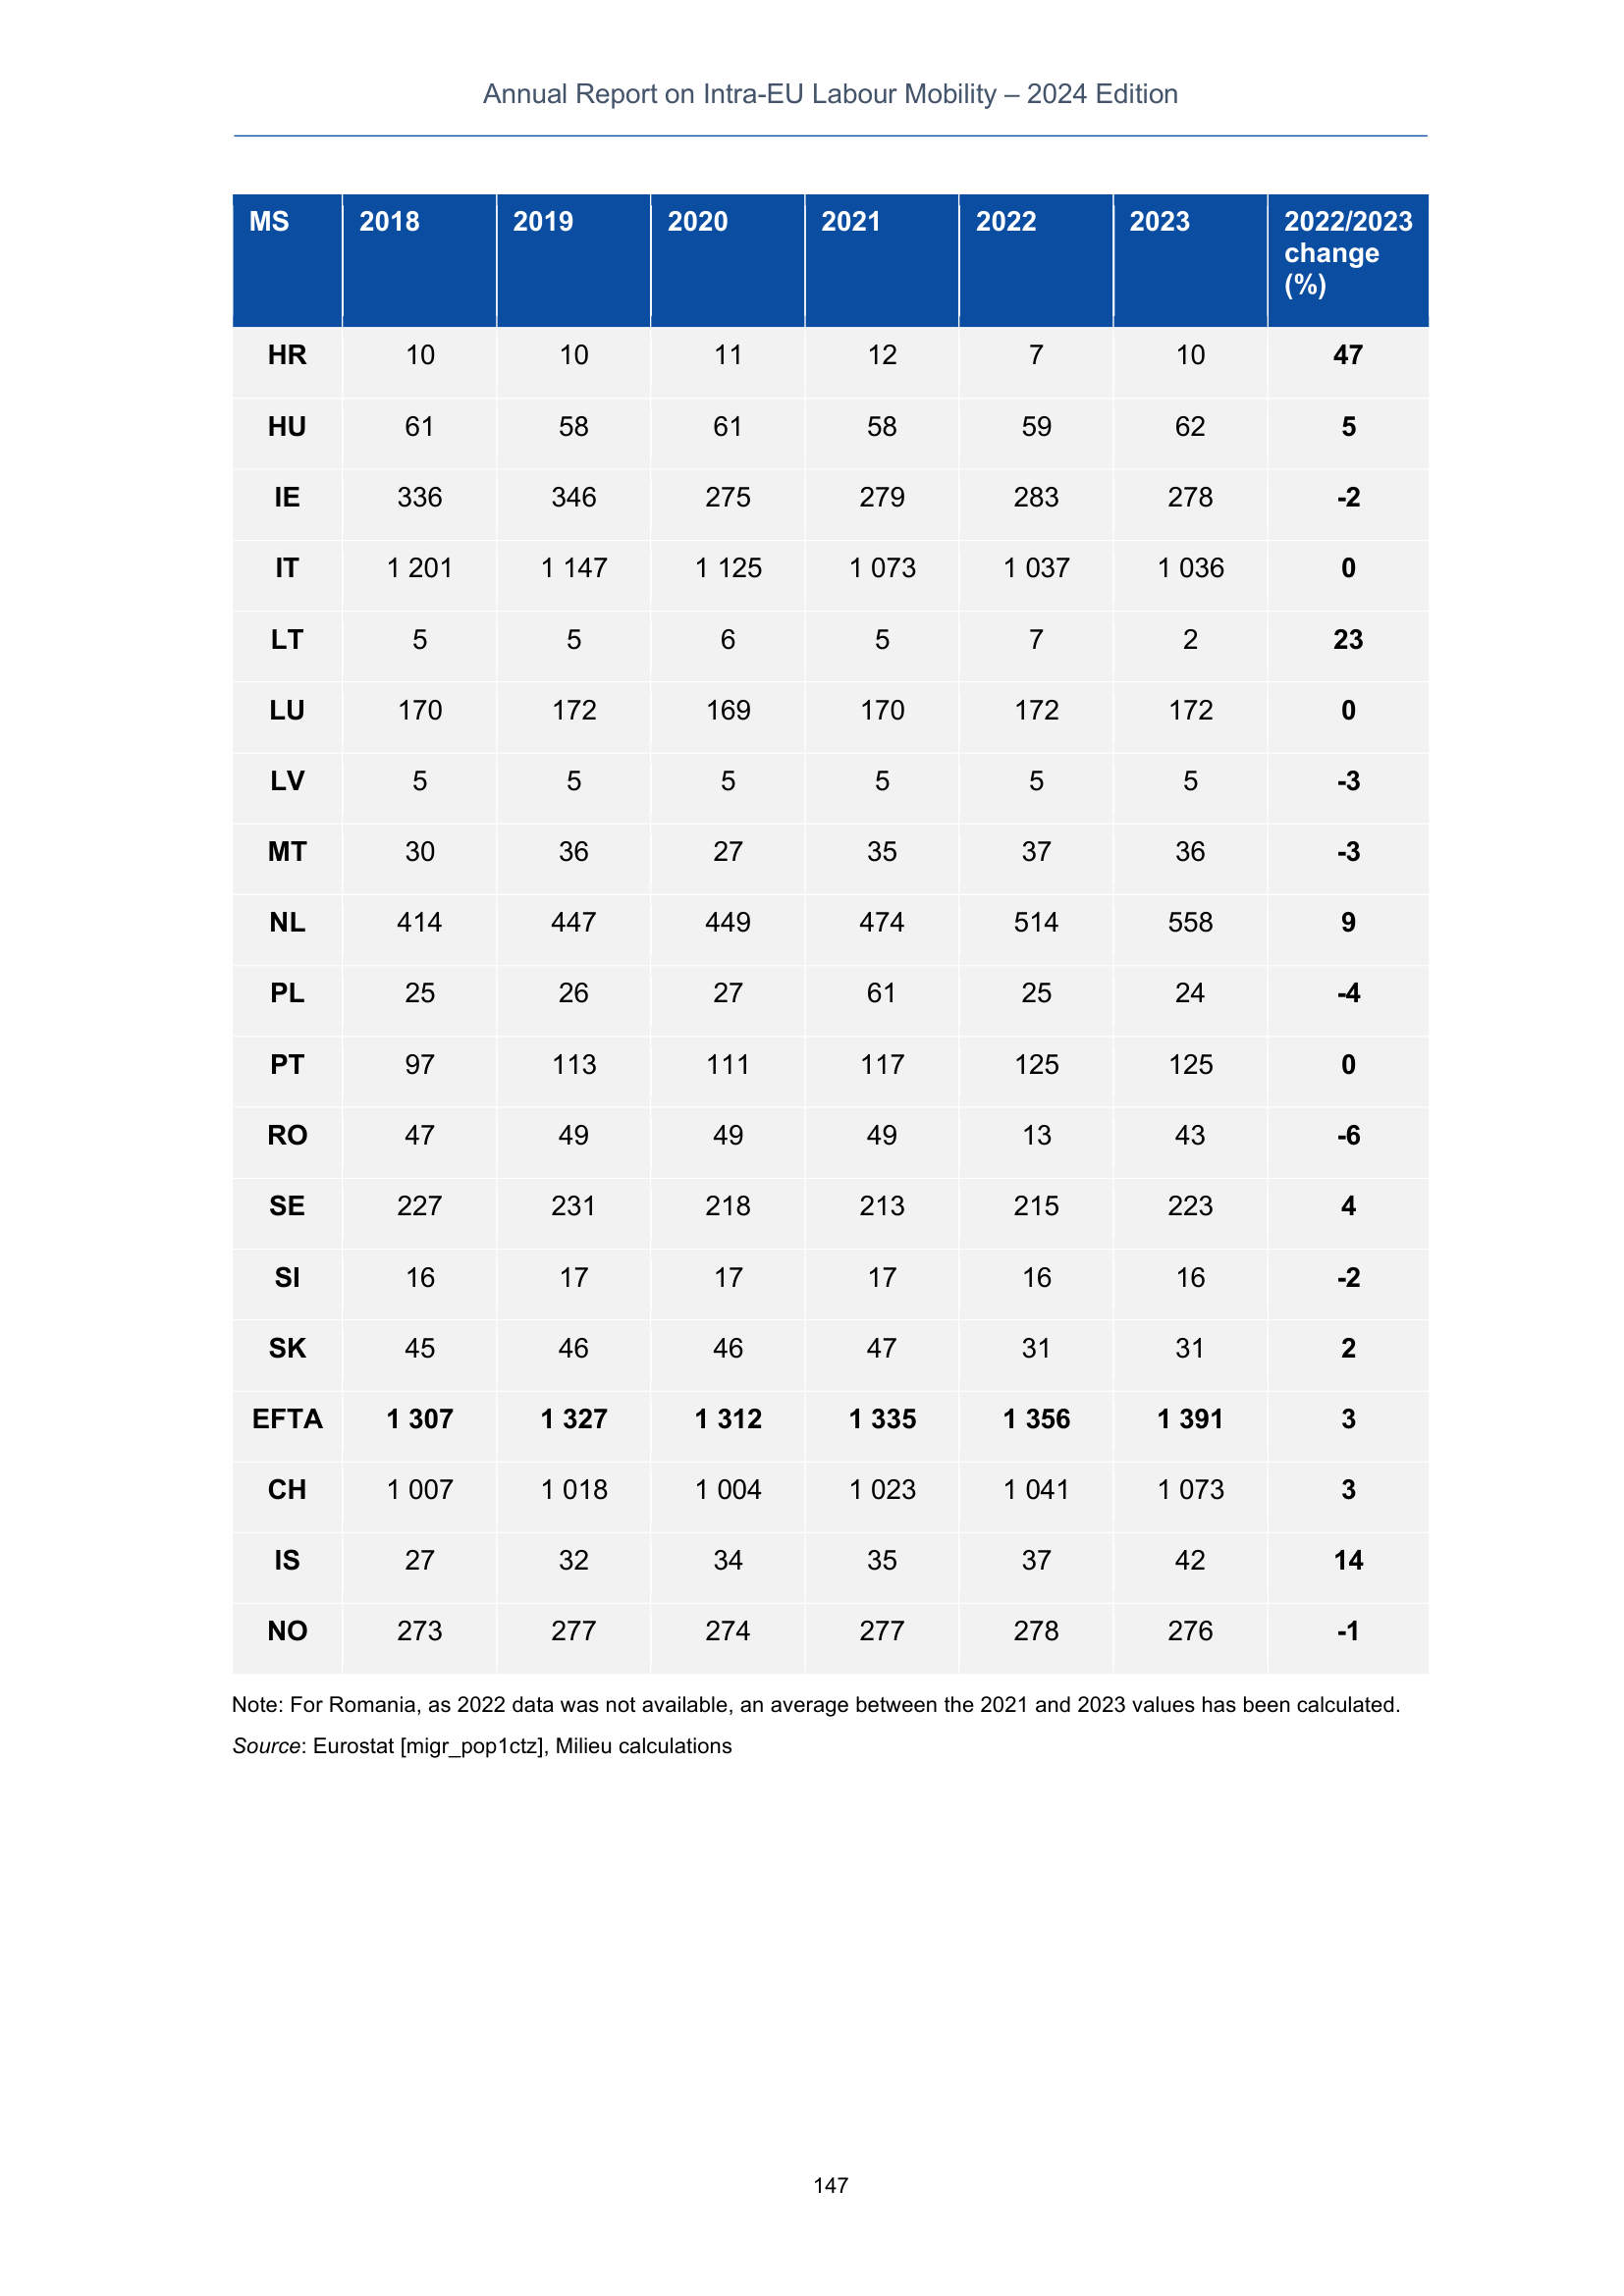 Annual Report on Intra-EU Labour Mobility – 2024 Edition
MS 2018 2019 2020 2021 2022 2023 2022/2023 change (%)
HR 10 10 11 12 7 10 47
HU 61 58 61 58 59 62 5
IE 336 346 275 279 283 278 -2
IT 1 201 1 147 1 125 1 073 1 037 1 036 0
LT 5 5 6 5 7 2 23
LU 170 172 169 170 172 172 0
LV 5 5 5 5 5 5 -3
MT 30 36 27 35 37 36 -3
NL 414 447 449 474 514 558 9
PL 25 26 27 61 25 24 -4
PT 97 113 111 117 125 125 0
RO 47 49 49 49 13 43 -6
SE 227 231 218 213 215 223 4
SI 16 17 17 17 16 16 -2
SK 45 46 46 47 31 31 2
EFTA 1 307 1 327 1 312 1 335 1 356 1 391 3
CH 1 007 1 018 1 004 1 023 1 041 1 073 3
IS 27 32 34 35 37 42 14
NO 273 277 274 277 278 276 -1
Note: For Romania, as 2022 data was not available, an average between the 2021 and 2023 values has been calculated.
Source: Eurostat [migr_pop1ctz], Milieu calculations
147